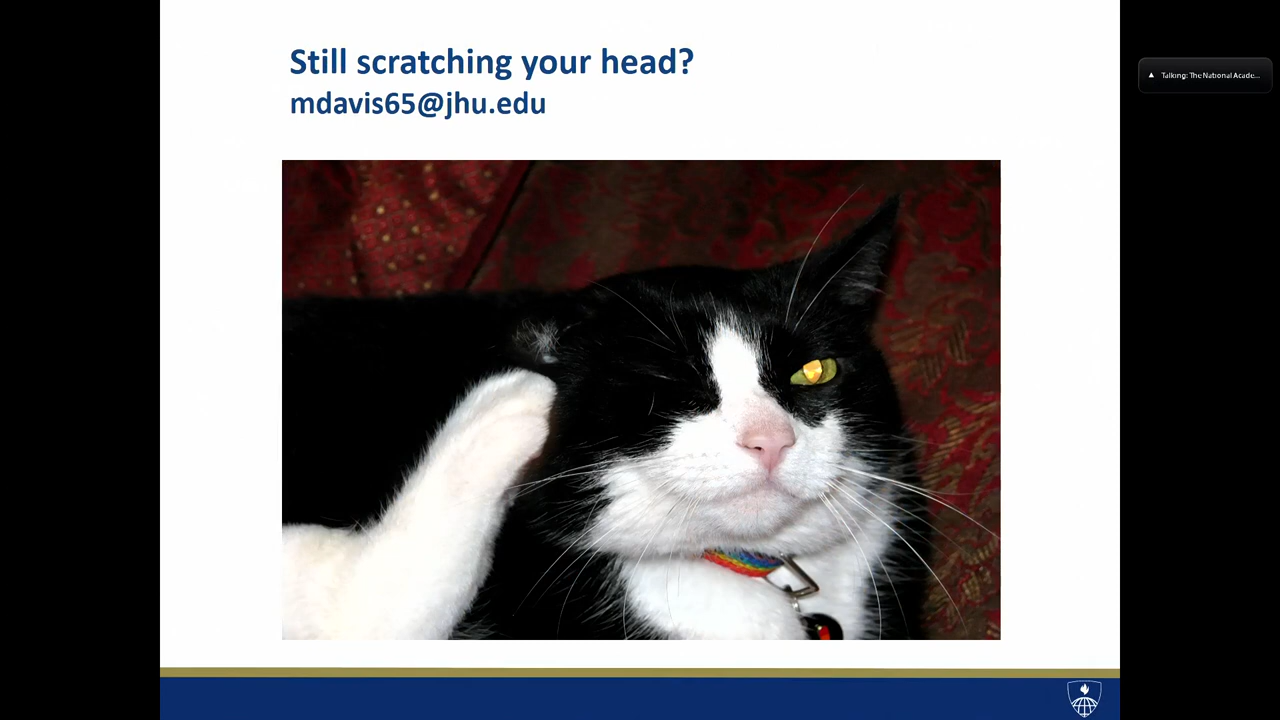 Still scratching your head?
mdavis65@jhu.edu
Talking: The National Acade...